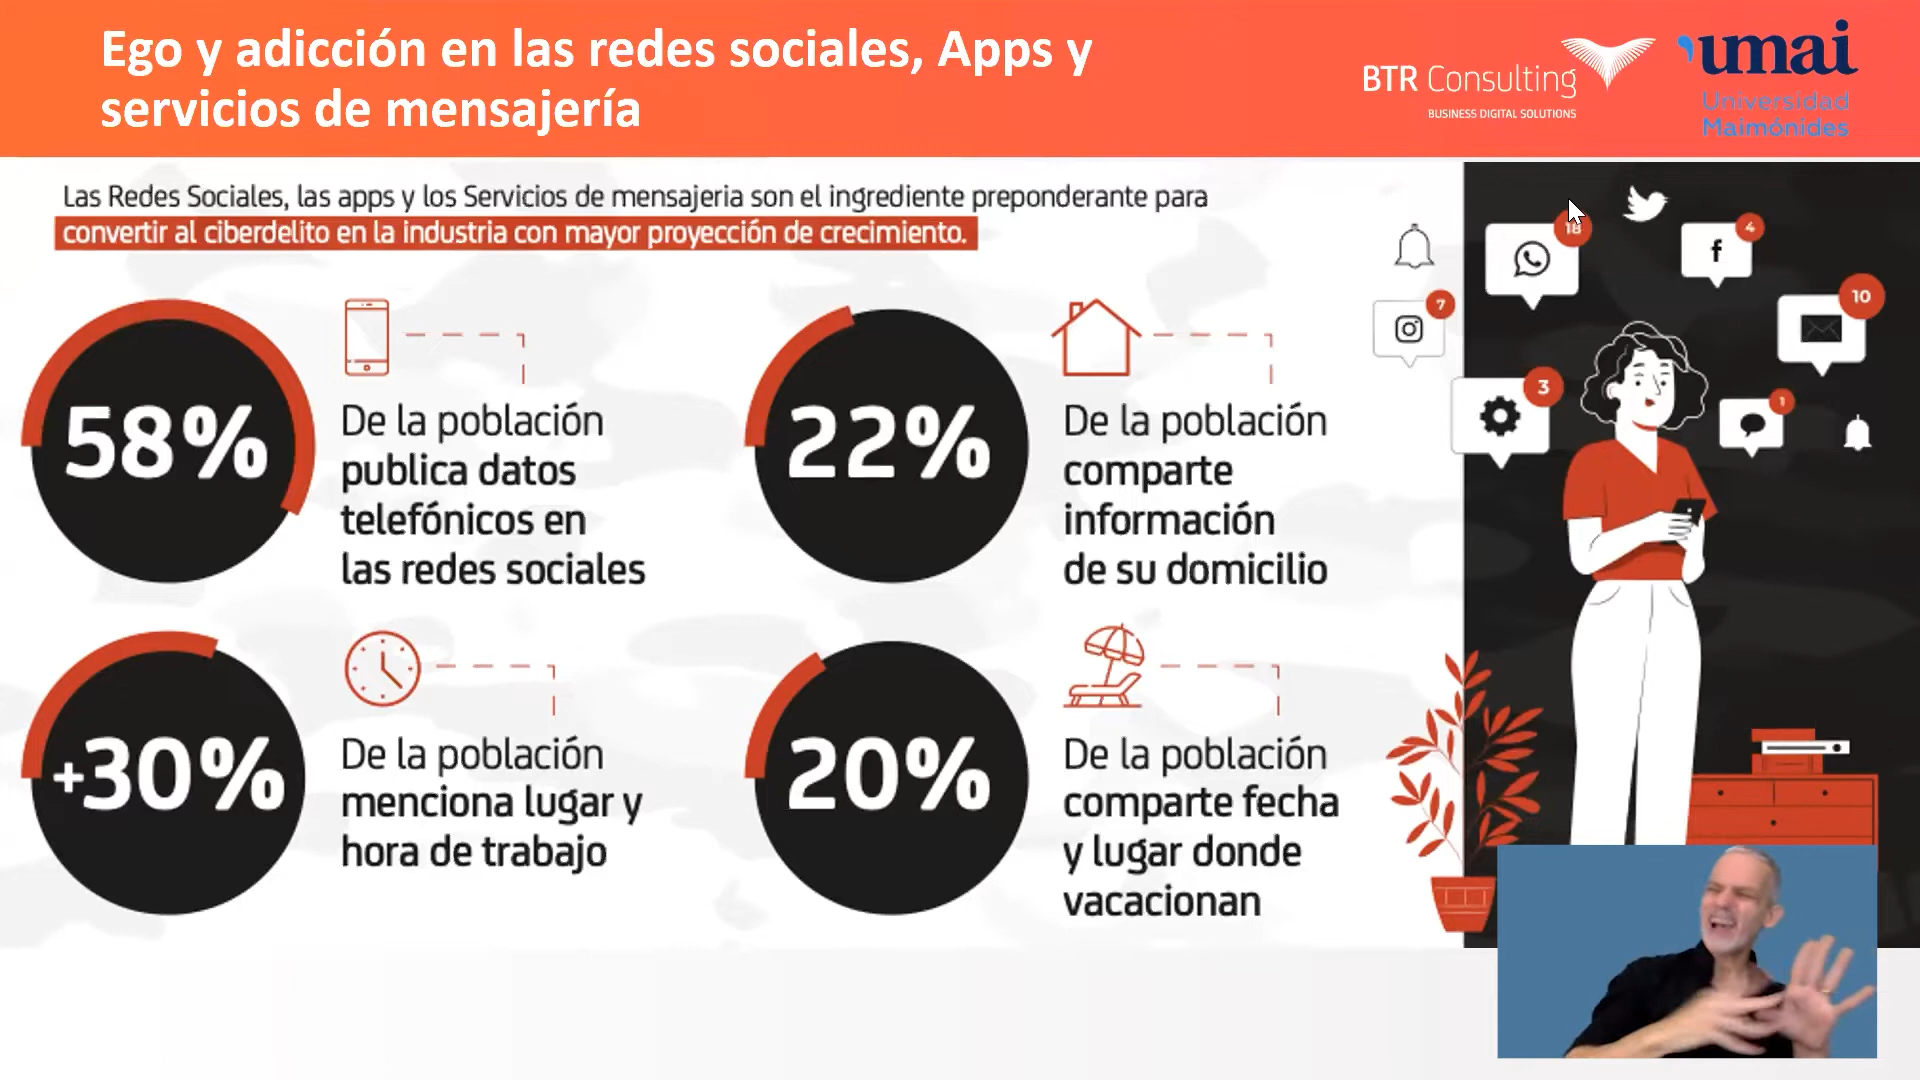 Ego y adicción en las redes sociales, Apps y
servicios de mensajería
BTR Consulting
BUSINESS DIGITAL SOLUTIONS
umai
Universidad
Maimónides
Las Redes Sociales, las apps y los Servicios de mensajeria son el ingrediente preponderante para
convertir al ciberdelito en la industria con mayor proyección de crecimiento.
58%
De la población
publica datos
telefónicos en
las redes sociales
22%
De la población
comparte
información
de su domicilio
+30%
De la población
menciona lugar y
hora de trabajo
20%
De la población
comparte fecha
y lugar donde
vacacionan
18
4
f
7
10
3
1